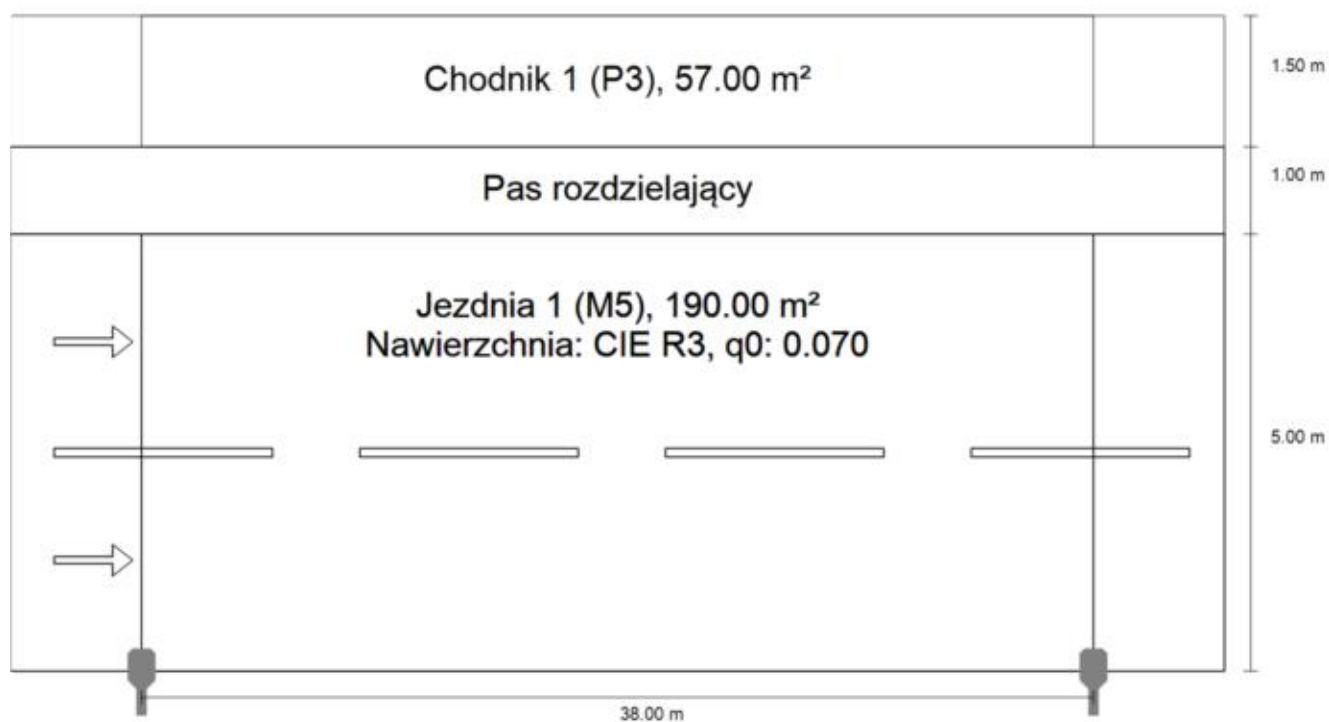 Chodnik 1 (P3), 57.00 m²
1.50 m
Pas rozdzielający
1.00 m
Jezdnia 1 (M5), 190.00 m²
Nawierzchnia: CIE R3, q0: 0.070
5.00 m
38.00 m